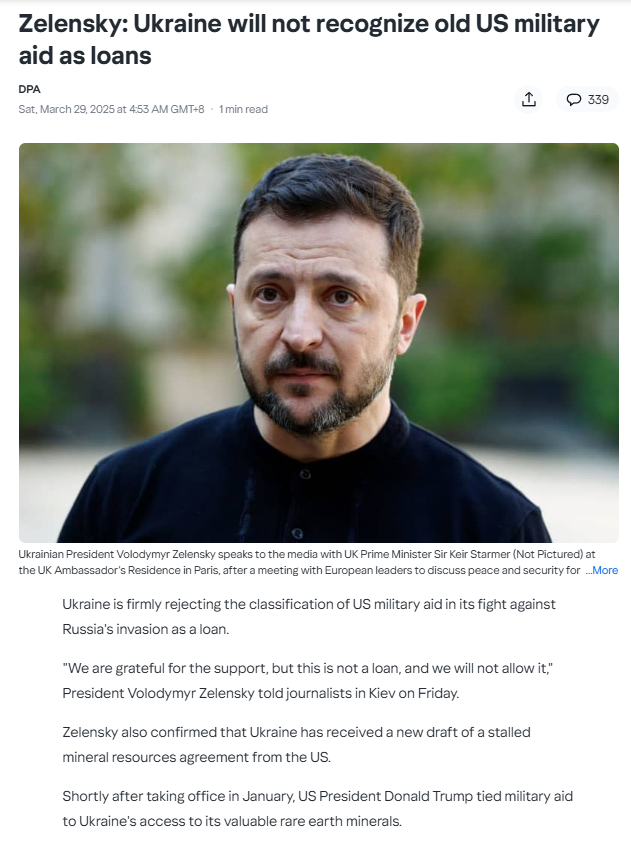 Zelensky: Ukraine will not recognize old US military
aid as loans
DPA
Sat, March 29, 2025 at 4:53 AM GMT+8 · 1 min read
339
Ukrainian President Volodymyr Zelensky speaks to the media with UK Prime Minister Sir Keir Starmer (Not Pictured) at
the UK Ambassador's Residence in Paris, after a meeting with European leaders to discuss peace and security for ...More
Ukraine is firmly rejecting the classification of US military aid in its fight against
Russia's invasion as a loan.
"We are grateful for the support, but this is not a loan, and we will not allow it,"
President Volodymyr Zelensky told journalists in Kiev on Friday.
Zelensky also confirmed that Ukraine has received a new draft of a stalled
mineral resources agreement from the US.
Shortly after taking office in January, US President Donald Trump tied military aid
to Ukraine's access to its valuable rare earth minerals.